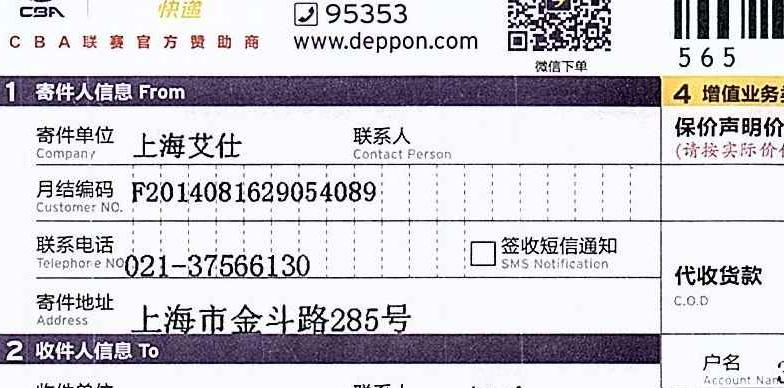 CBA
快递
95353
CBA联赛官方赞助商
www.deppon.com
微信下单
565
1 寄件人信息 From
4 增值业务
寄件单位 上海艾仕 联系人
Company Contact Person
保价声明价
(请按实际价
月结编码 F2014081629054089
Customer NO.
联系电话 签收短信通知
Telephone NO 021-37566130 SMS Notification
代收货款
C.O.D
寄件地址 上海市金斗路285号
Address
2 收件人信息 To
户名
Account Nam